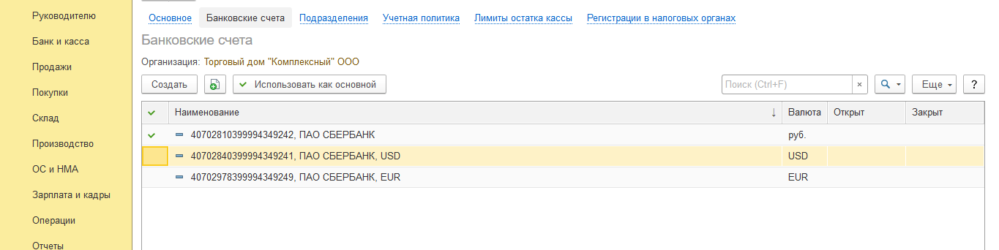 Руководителю
Банк и касса
Продажи
Покупки
Склад
Производство
ОС и НМА
Зарплата и кадры
Операции
Отчеты
Основное Банковские счета Подразделения Учетная политика Лимиты остатка кассы Регистрации в налоговых органах
Банковские счета
Организация: Торговый дом "Комплексный" ООО
Создать Использовать как основной Поиск (Ctrl+F) × Еще ?
Наименование ↓ Валюта Открыт Закрыт
40702810399994349242, ПАО СБЕРБАНК руб.
40702840399994349241, ПАО СБЕРБАНК, USD USD
40702978399994349249, ПАО СБЕРБАНК, EUR EUR